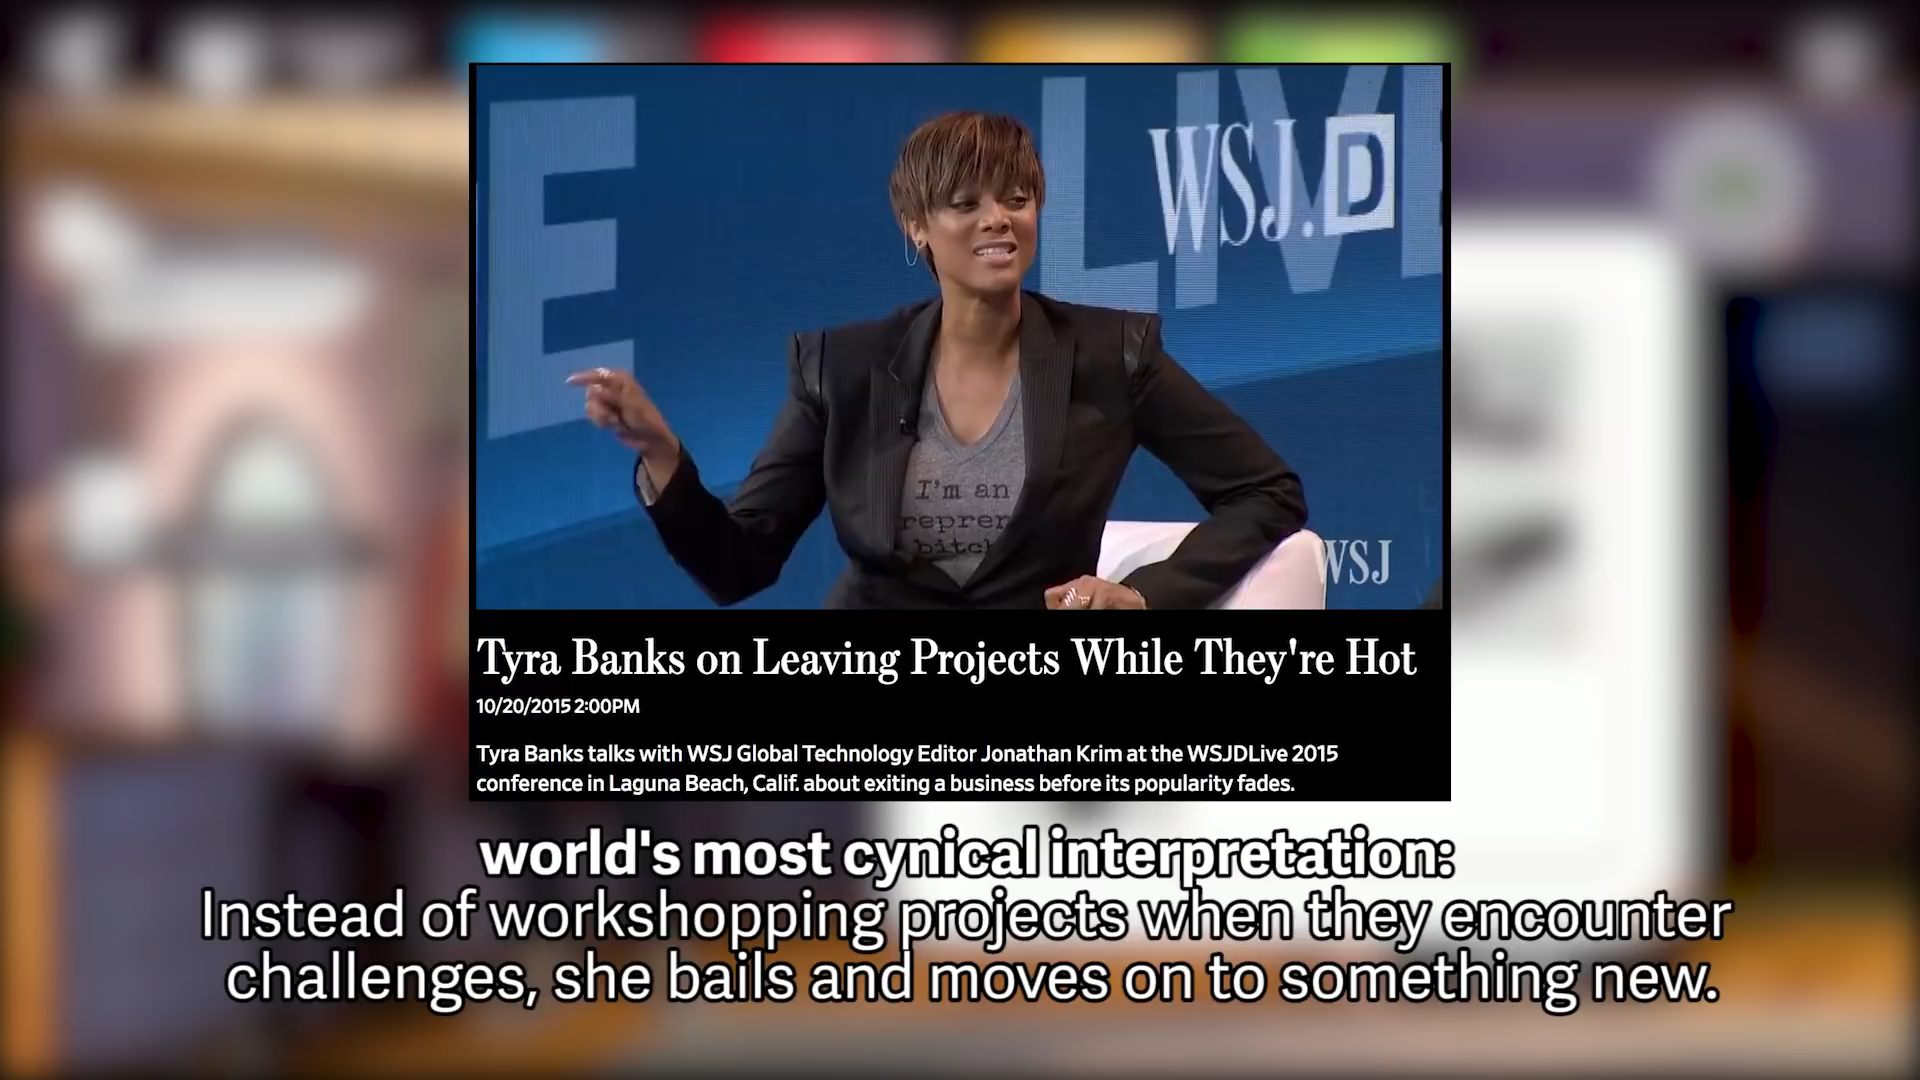 E LIVE
WSJ.D
I'm an
repren
bitch
WSJ
Tyra Banks on Leaving Projects While They're Hot
10/20/2015 2:00PM
Tyra Banks talks with WSJ Global Technology Editor Jonathan Krim at the WSJDLive 2015
conference in Laguna Beach, Calif. about exiting a business before its popularity fades.
world's most cynical interpretation:
Instead of workshopping projects when they encounter
challenges, she bails and moves on to something new.